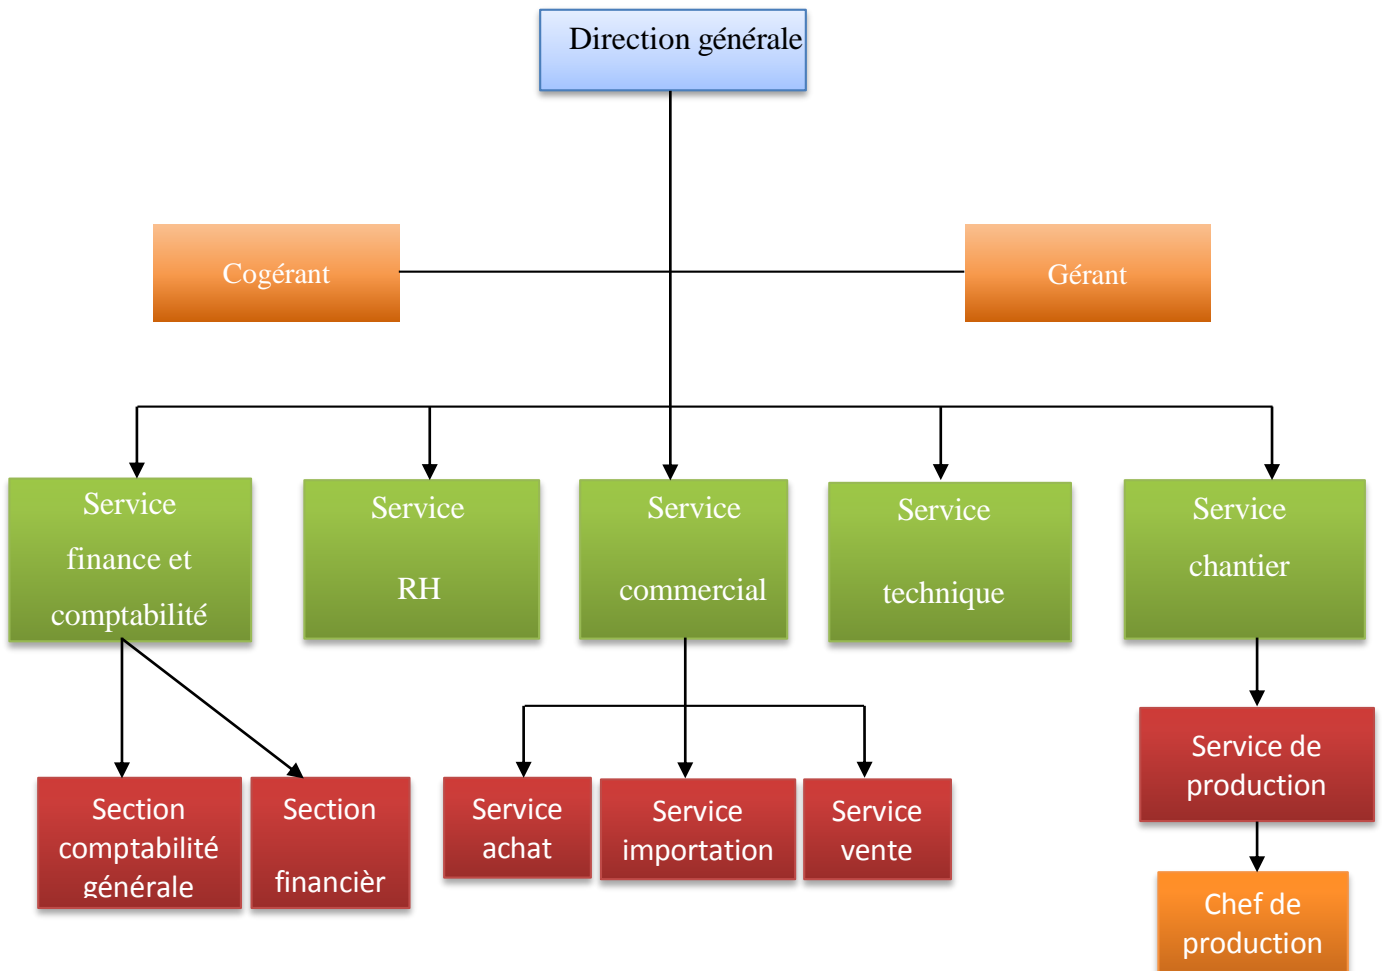 Direction générale
Cogérant
Gérant
Service
finance et
comptabilité
Service
RH
Service
commercial
Service
technique
Service
chantier
Section
comptabilité
générale
Section
financièr
Service
achat
Service
importation
Service
vente
Service de
production
Chef de
production